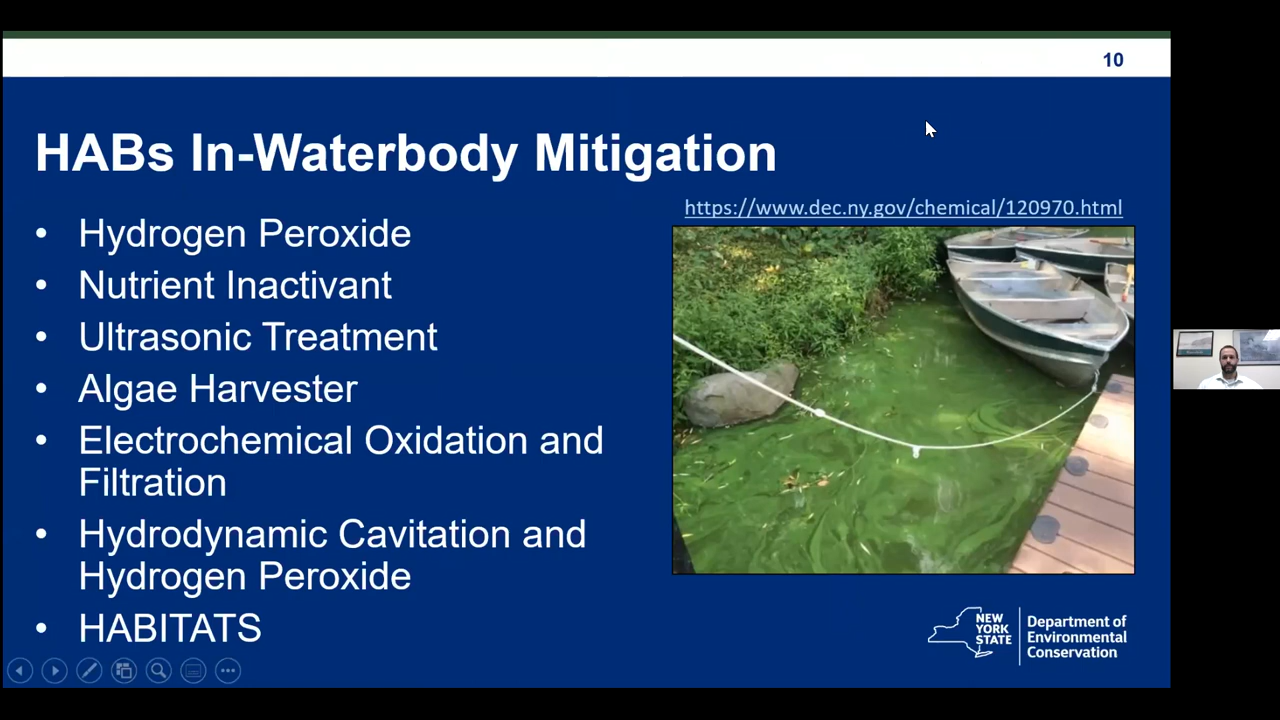 10
HABs In-Waterbody Mitigation
https://www.dec.ny.gov/chemical/120970.html
• Hydrogen Peroxide
• Nutrient Inactivant
• Ultrasonic Treatment
• Algae Harvester
• Electrochemical Oxidation and
Filtration
• Hydrodynamic Cavitation and
Hydrogen Peroxide
• HABITATS
NEW
YORK
STATE
Department of
Environmental
Conservation